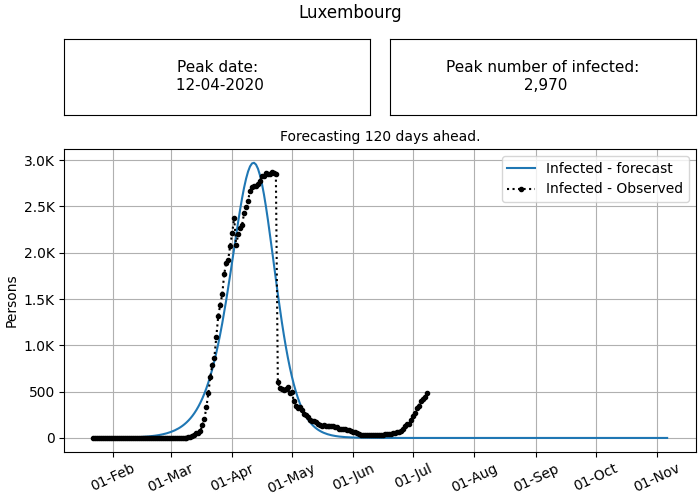 Luxembourg
Peak date:
12-04-2020
Peak number of infected:
2,970
Forecasting 120 days ahead.
Infected - forecast
Infected - Observed
Persons
3.0K
2.5K
2.0K
1.5K
1.0K
500
0
01-Feb
01-Mar
01-Apr
01-May
01-Jun
01-Jul
01-Aug
01-Sep
01-Oct
01-Nov